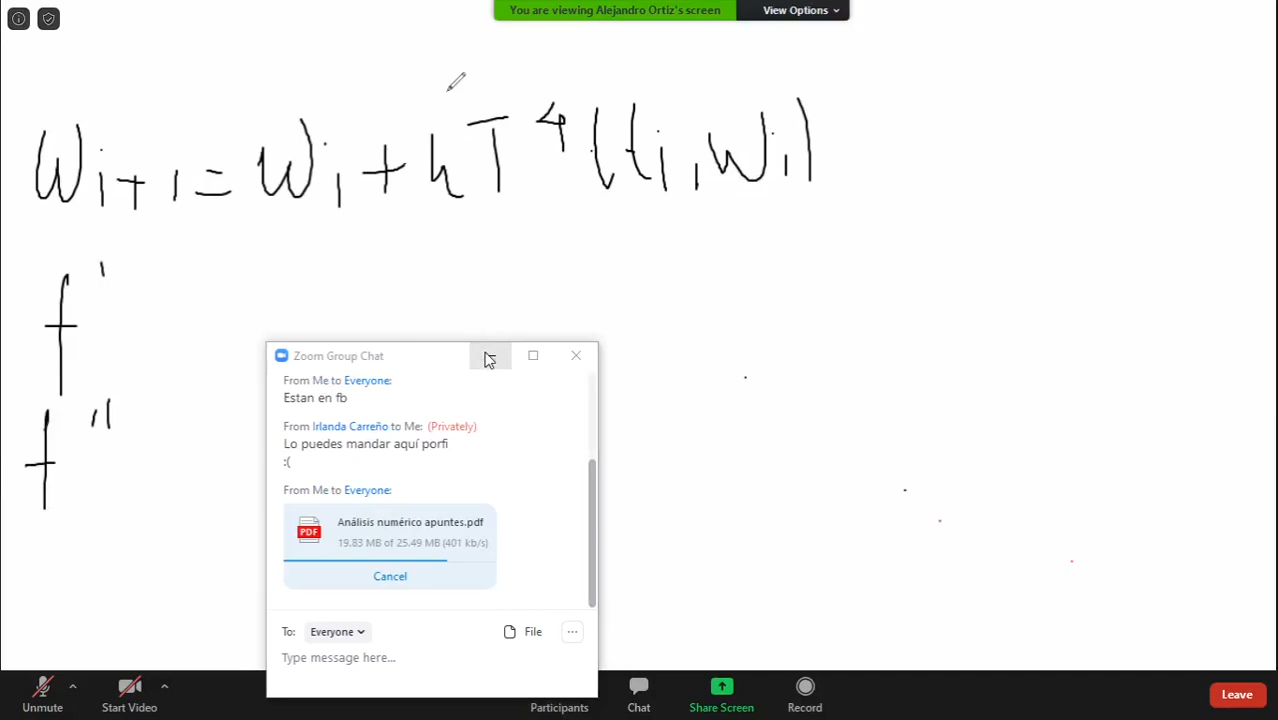 You are viewing Alejandro Ortiz's screen
View Options
Wi+1 = Wi + hT⁴(ti, Wi)
f'
f''
Zoom Group Chat
From Me to Everyone:
Estan en fb
From Irlanda Carreño to Me: (Privately)
Lo puedes mandar aquí porfi
:(
From Me to Everyone:
PDF
Análisis numérico apuntes.pdf
19.83 MB of 25.49 MB (401 kb/s)
Cancel
To: Everyone
File
Type message here...
Unmute
Start Video
Participants
Chat
Share Screen
Record
Leave